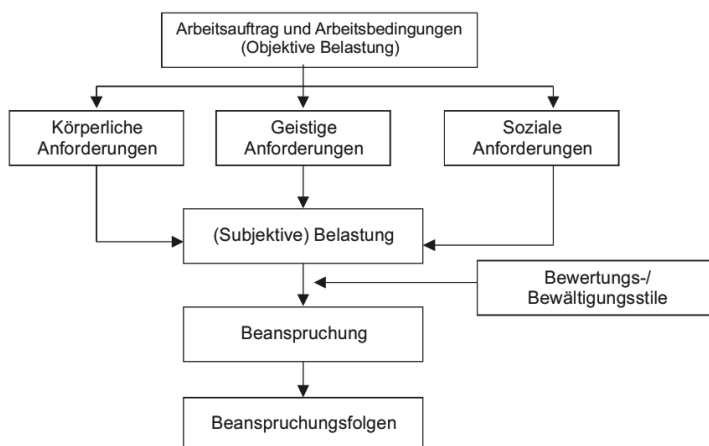 Arbeitsauftrag und Arbeitsbedingungen
(Objektive Belastung)
Körperliche
Anforderungen
Geistige
Anforderungen
Soziale
Anforderungen
(Subjektive) Belastung
Bewertungs-/
Bewältigungsstile
Beanspruchung
Beanspruchungsfolgen